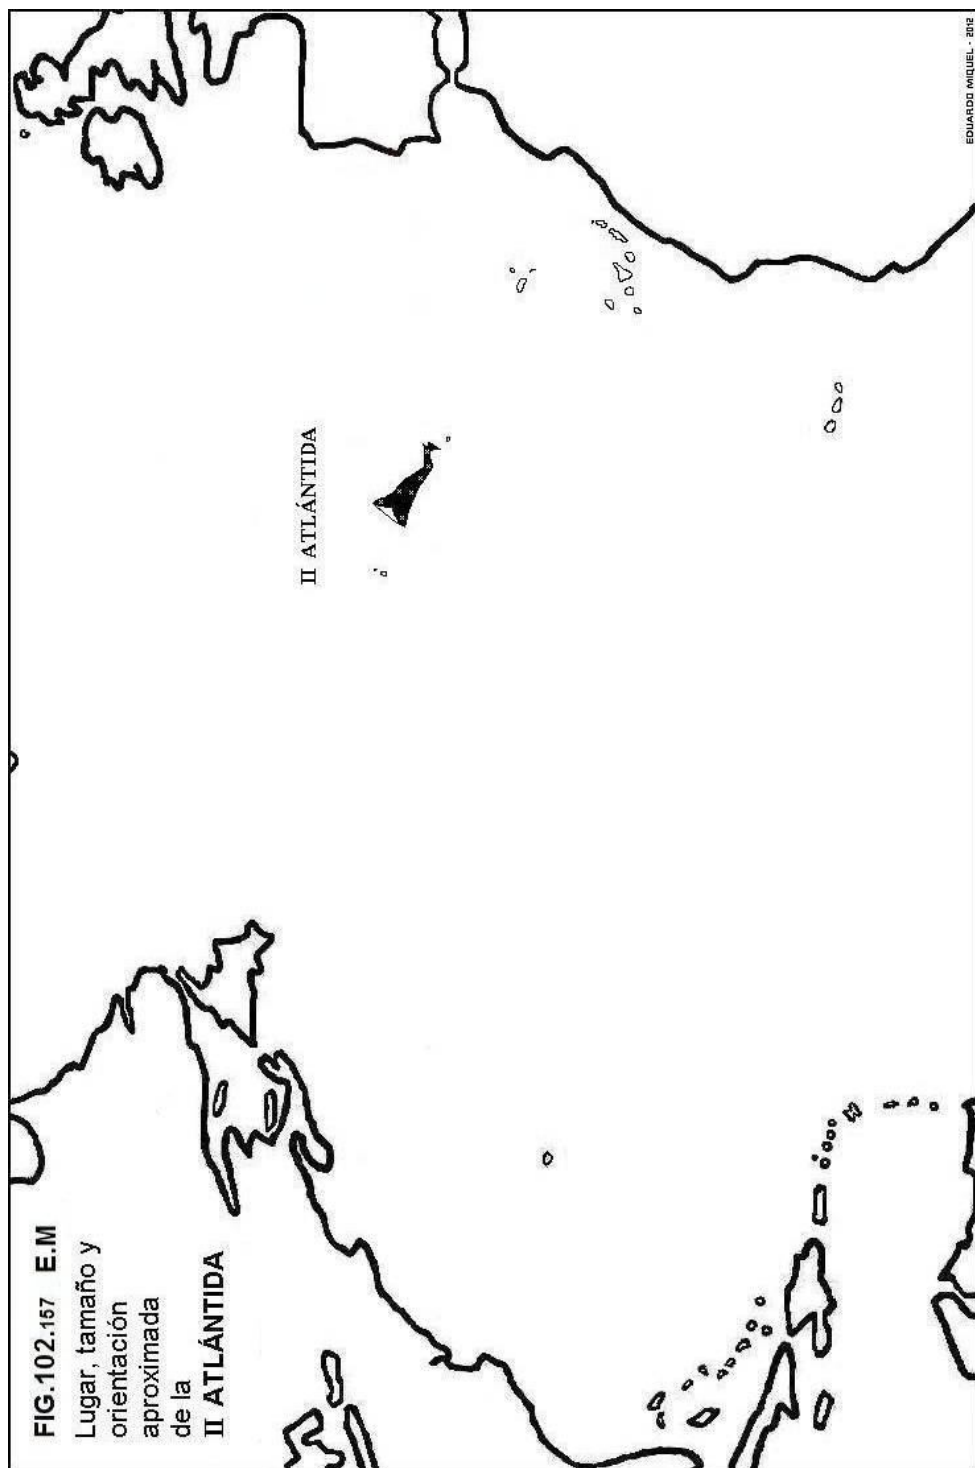 FIG.102.157 E.M
Lugar, tamaño y
orientación
aproximada
de la
II ATLÁNTIDA
II ATLÁNTIDA
EDUARDO MIQUEL - 2012